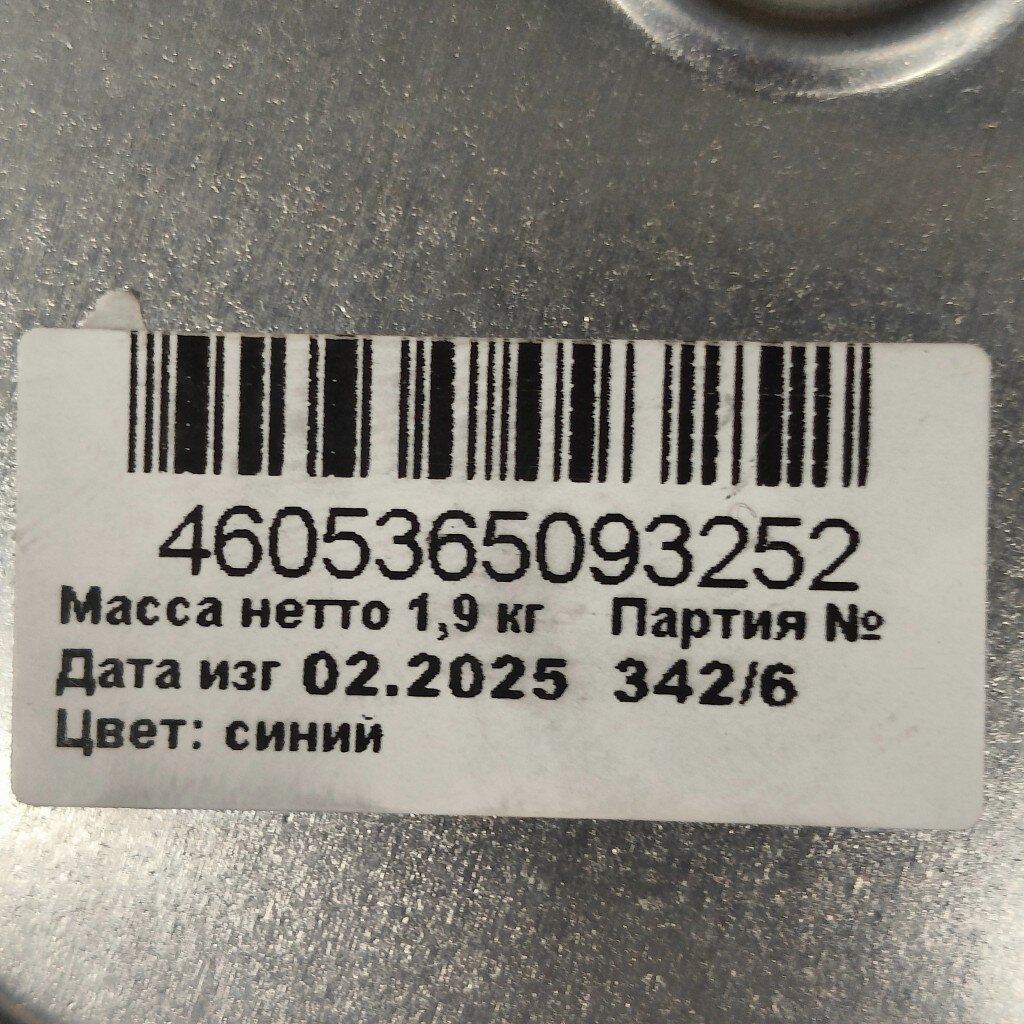 4605365093252
Масса нетто 1,9 кг Партия №
Дата изг 02.2025 342/6
Цвет: синий